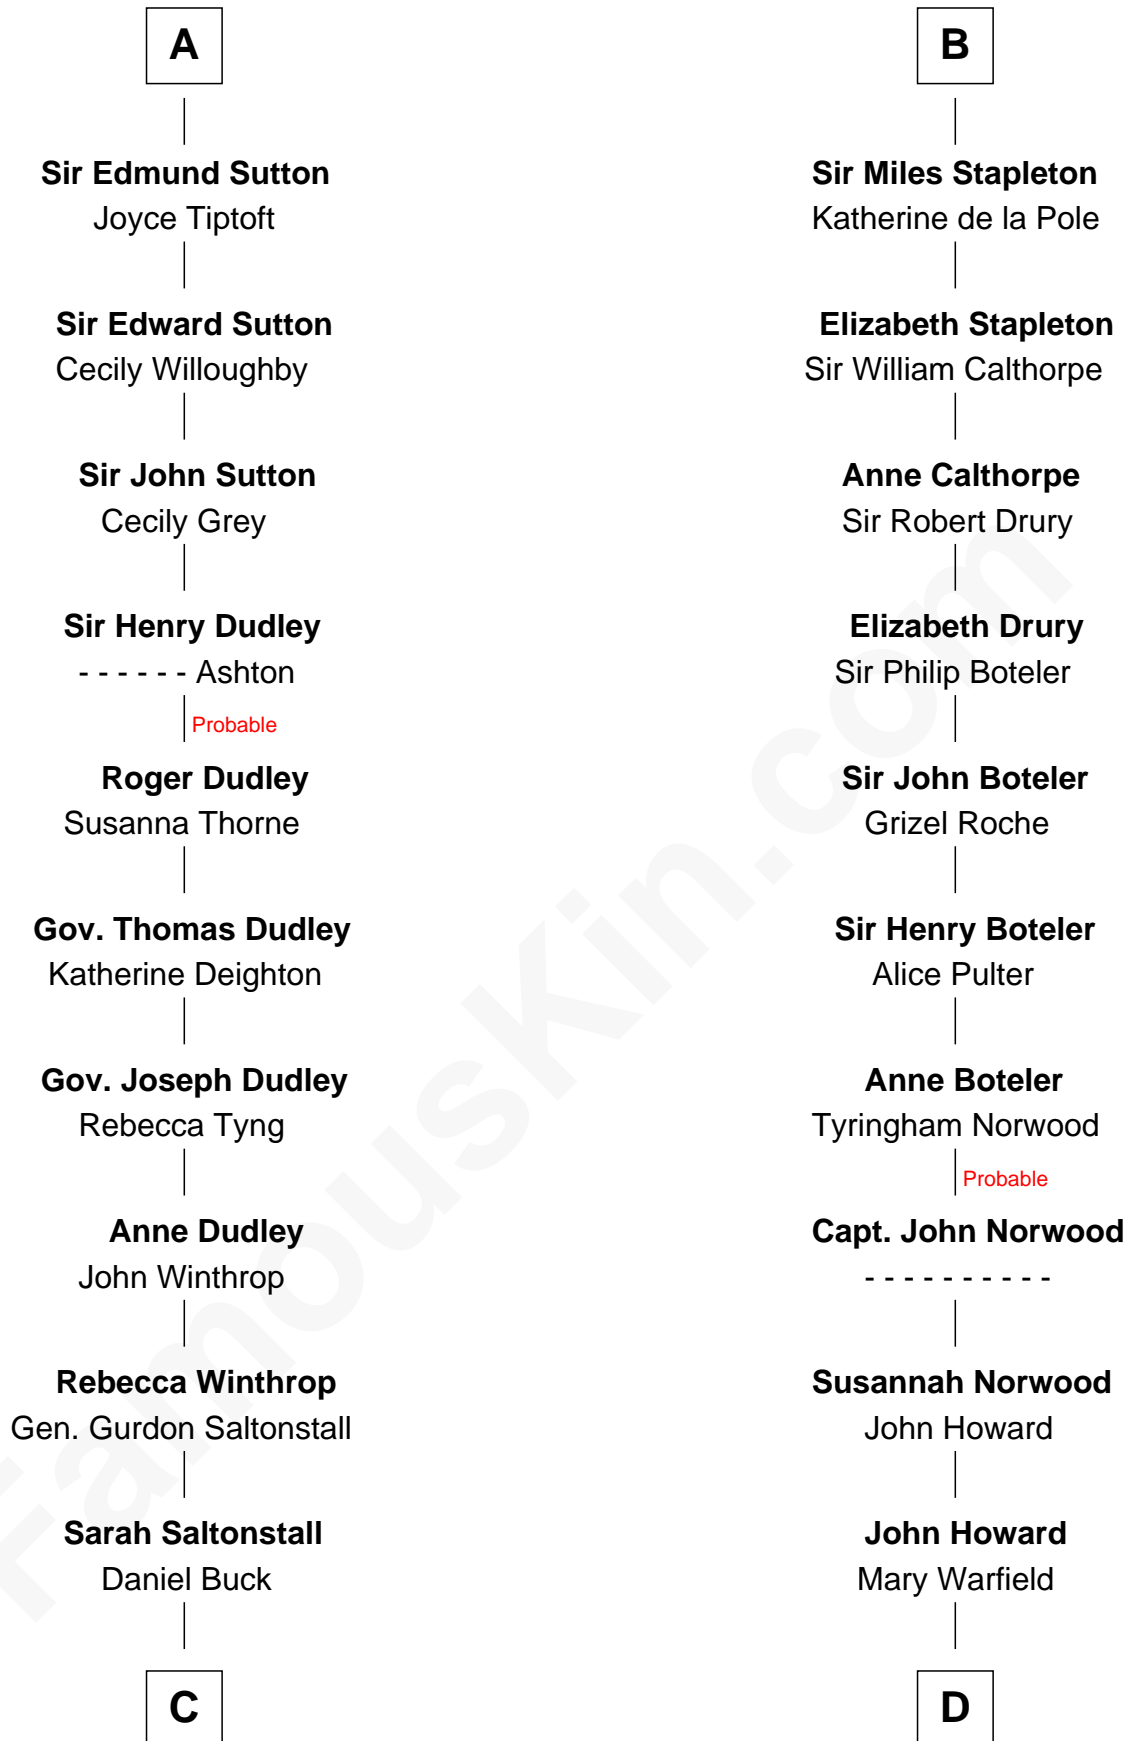 A
Sir Edmund Sutton
Joyce Tiptoft
Sir Edward Sutton
Cecily Willoughby
Sir John Sutton
Cecily Grey
Sir Henry Dudley
- - - - - - Ashton
Probable
Roger Dudley
Susanna Thorne
Gov. Thomas Dudley
Katherine Deighton
Gov. Joseph Dudley
Rebecca Tyng
Anne Dudley
John Winthrop
Rebecca Winthrop
Gen. Gurdon Saltonstall
Sarah Saltonstall
Daniel Buck
C
B
Sir Miles Stapleton
Katherine de la Pole
Elizabeth Stapleton
Sir William Calthorpe
Anne Calthorpe
Sir Robert Drury
Elizabeth Drury
Sir Philip Boteler
Sir John Boteler
Grizel Roche
Sir Henry Boteler
Alice Pulter
Anne Boteler
Tyringham Norwood
Probable
Capt. John Norwood
- - - - - - - - - -
Susannah Norwood
John Howard
John Howard
Mary Warfield
D
FamousKin.com